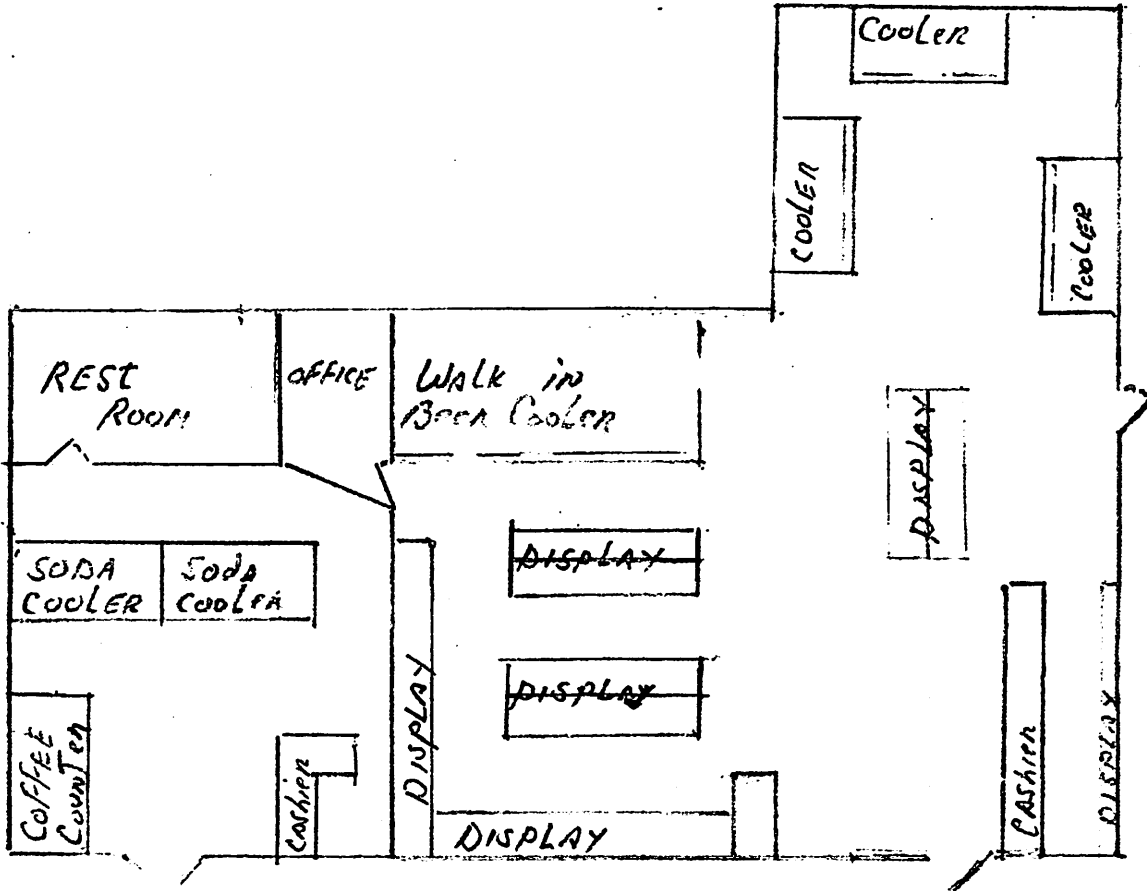 Cooler
COOLER
COOLER
REST
ROOM
OFFICE
WALK in
Beer Cooler
DISPLAY
SODA
COOLER
Soda
COOLER
DISPLAY
DISPLAY
DISPLAY
COFFEE
COUNTER
Cashier
DISPLAY
CASHIER
DISPLAY